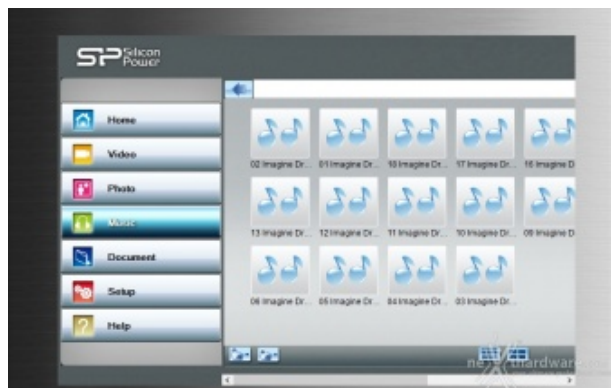 SP Silicon
Power
Home
Video
Photo
Music
Document
Setup
Help
02 Imagine Dr... 01 Imagine Dr... 18 Imagine Dr... 17 Imagine Dr... 16 Imagine D
13 Imagine Dr... 12 Imagine Dr... 11 Imagine Dr... 10 Imagine Dr... 09 Imagine D
06 Imagine Dr... 05 Imagine Dr... 04 Imagine Dr... 03 Imagine Dr...